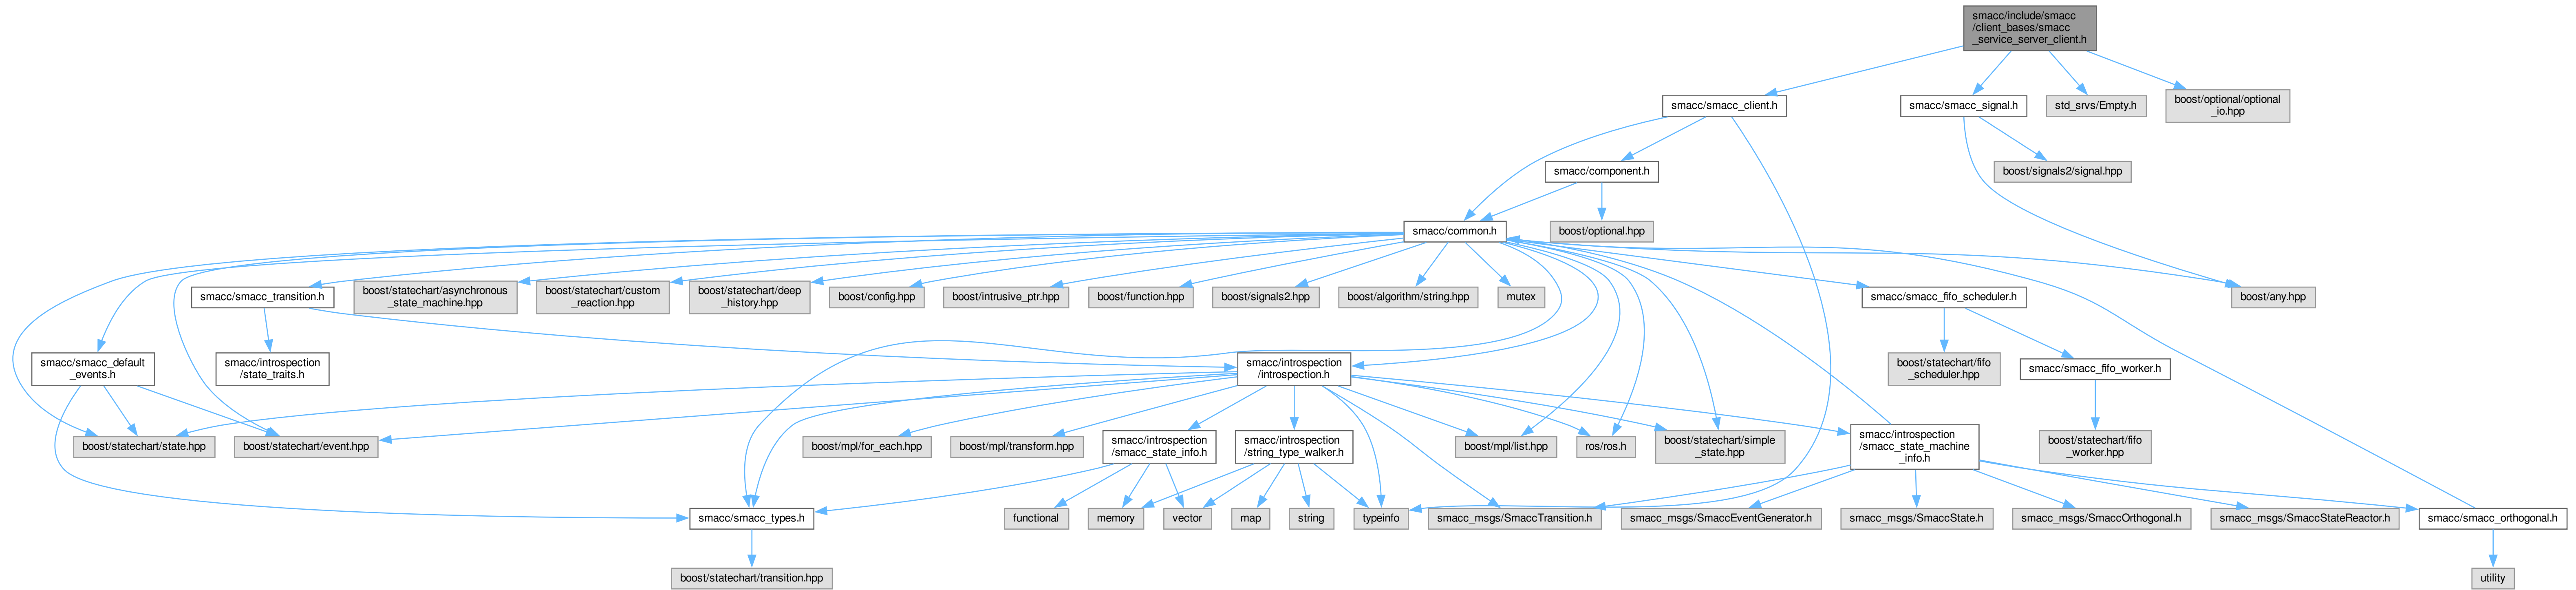 smacc/include/smacc
/client_bases/smacc
_service_server_client.h
smacc/smacc_client.h
smacc/smacc_signal.h
std_srvs/Empty.h
boost/optional/optional
_io.hpp
smacc/component.h
boost/signals2/signal.hpp
smacc/common.h
boost/optional.hpp
smacc/smacc_transition.h
boost/statechart/asynchronous
_state_machine.hpp
boost/statechart/custom
_reaction.hpp
boost/statechart/deep
_history.hpp
boost/config.hpp
boost/intrusive_ptr.hpp
boost/function.hpp
boost/signals2.hpp
boost/algorithm/string.hpp
mutex
smacc/smacc_fifo_scheduler.h
boost/any.hpp
smacc/smacc_default
_events.h
smacc/introspection
/state_traits.h
smacc/introspection
/introspection.h
boost/statechart/fifo
_scheduler.hpp
smacc/smacc_fifo_worker.h
boost/statechart/state.hpp
boost/statechart/event.hpp
boost/mpl/for_each.hpp
boost/mpl/transform.hpp
smacc/introspection
/smacc_state_info.h
smacc/introspection
/string_type_walker.h
boost/mpl/list.hpp
ros/ros.h
boost/statechart/simple
_state.hpp
smacc/introspection
/smacc_state_machine
_info.h
boost/statechart/fifo
_worker.hpp
smacc/smacc_types.h
functional
memory
vector
map
string
typeinfo
smacc_msgs/SmaccTransition.h
smacc_msgs/SmaccEventGenerator.h
smacc_msgs/SmaccState.h
smacc_msgs/SmaccOrthogonal.h
smacc_msgs/SmaccStateReactor.h
smacc/smacc_orthogonal.h
boost/statechart/transition.hpp
utility